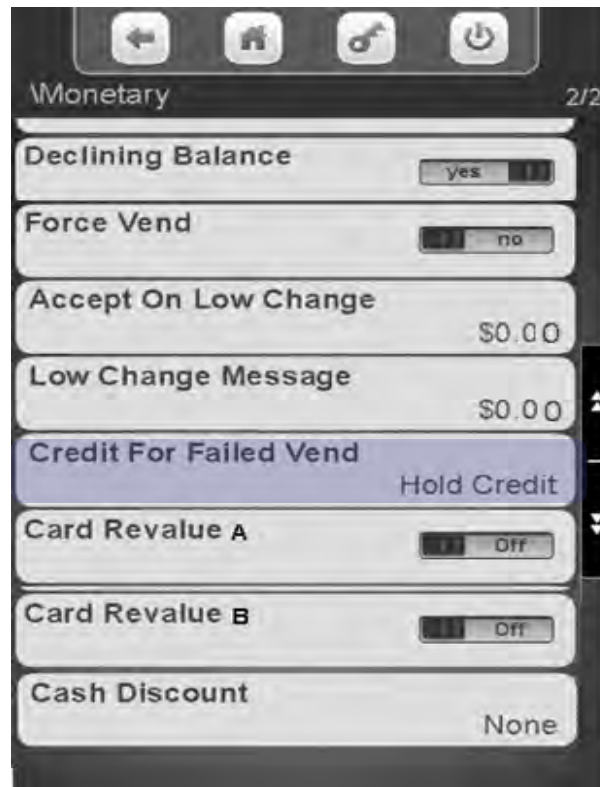 \Monetary
2/2
Declining Balance
yes
Force Vend
no
Accept On Low Change
$0.00
Low Change Message
$0.00
Credit For Failed Vend
Hold Credit
Card Revalue A
Off
Card Revalue B
Off
Cash Discount
None